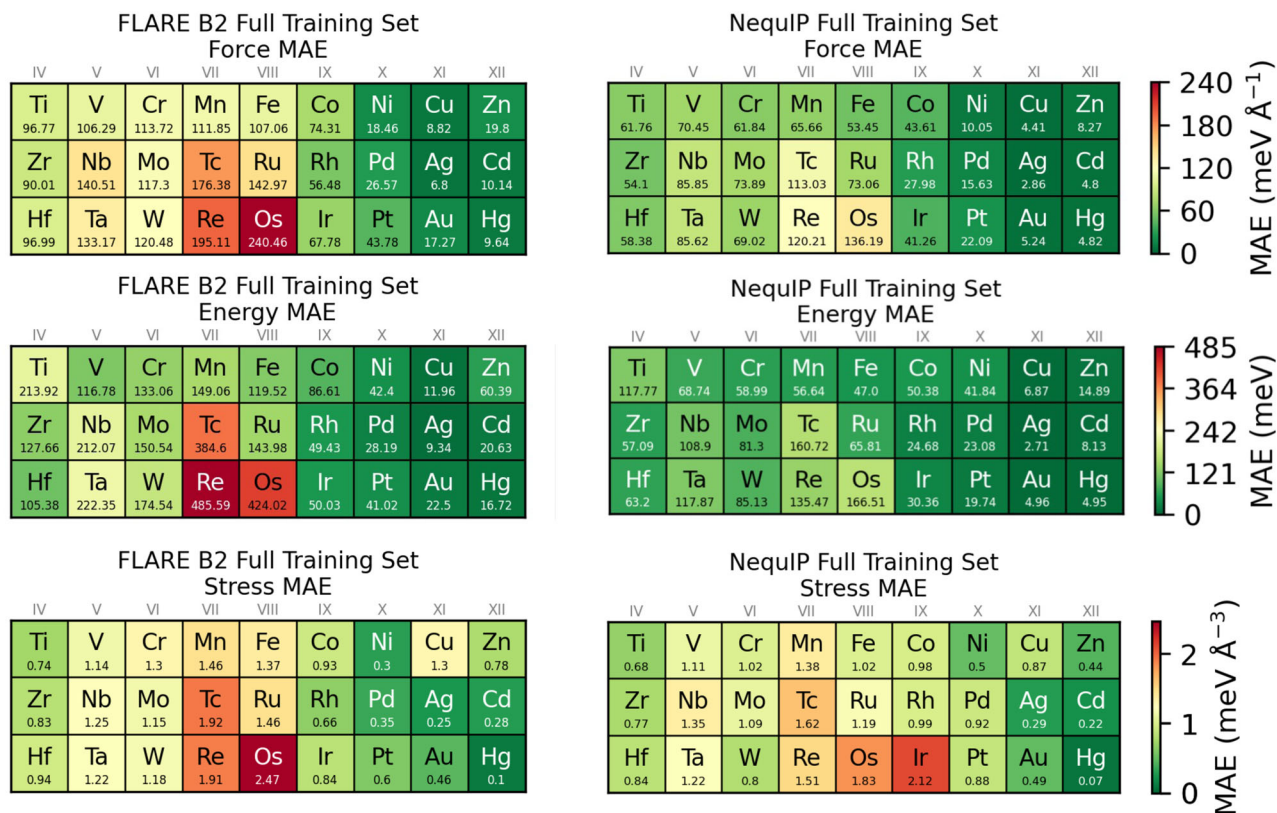 FLARE B2 Full Training Set
Force MAE
IV V VI VII VIII IX X XI XII
Ti V Cr Mn Fe Co Ni Cu Zn
96.77 106.29 113.72 111.85 107.06 74.31 18.46 8.82 19.8
Zr Nb Mo Tc Ru Rh Pd Ag Cd
90.01 140.51 117.3 176.38 142.97 56.48 26.57 6.8 10.14
Hf Ta W Re Os Ir Pt Au Hg
96.99 133.17 120.48 195.11 240.46 67.78 43.78 17.27 9.64
NequIP Full Training Set
Force MAE
IV V VI VII VIII IX X XI XII
Ti V Cr Mn Fe Co Ni Cu Zn
61.76 70.45 61.84 65.66 53.45 43.61 10.05 4.41 8.27
Zr Nb Mo Tc Ru Rh Pd Ag Cd
54.1 85.85 73.89 113.03 73.06 27.98 15.63 2.86 4.8
Hf Ta W Re Os Ir Pt Au Hg
58.38 85.62 69.02 120.21 136.19 41.26 22.09 5.24 4.82
240
180
120
60
0
MAE (meV Å⁻¹)
FLARE B2 Full Training Set
Energy MAE
IV V VI VII VIII IX X XI XII
Ti V Cr Mn Fe Co Ni Cu Zn
213.92 116.78 133.06 149.06 119.52 86.61 42.4 11.96 60.39
Zr Nb Mo Tc Ru Rh Pd Ag Cd
127.66 212.07 150.54 384.6 143.98 49.43 28.19 9.34 20.63
Hf Ta W Re Os Ir Pt Au Hg
105.38 222.35 174.54 485.59 424.02 50.03 41.02 22.5 16.72
NequIP Full Training Set
Energy MAE
IV V VI VII VIII IX X XI XII
Ti V Cr Mn Fe Co Ni Cu Zn
117.77 68.74 58.99 56.64 47.0 50.38 41.84 6.87 14.89
Zr Nb Mo Tc Ru Rh Pd Ag Cd
57.09 108.9 81.3 160.72 65.81 24.68 23.08 2.71 8.13
Hf Ta W Re Os Ir Pt Au Hg
63.2 117.87 85.13 135.47 166.51 30.36 19.74 4.96 4.95
485
364
242
121
0
MAE (meV)
FLARE B2 Full Training Set
Stress MAE
IV V VI VII VIII IX X XI XII
Ti V Cr Mn Fe Co Ni Cu Zn
0.74 1.14 1.3 1.46 1.37 0.93 0.3 1.3 0.78
Zr Nb Mo Tc Ru Rh Pd Ag Cd
0.83 1.25 1.15 1.92 1.46 0.66 0.35 0.25 0.28
Hf Ta W Re Os Ir Pt Au Hg
0.94 1.22 1.18 1.91 2.47 0.84 0.6 0.46 0.1
NequIP Full Training Set
Stress MAE
IV V VI VII VIII IX X XI XII
Ti V Cr Mn Fe Co Ni Cu Zn
0.68 1.11 1.02 1.38 1.02 0.98 0.5 0.87 0.44
Zr Nb Mo Tc Ru Rh Pd Ag Cd
0.77 1.35 1.09 1.62 1.19 0.99 0.92 0.29 0.22
Hf Ta W Re Os Ir Pt Au Hg
0.84 1.22 0.8 1.51 1.83 2.12 0.88 0.49 0.07
2
1
0
MAE (meV Å⁻³)